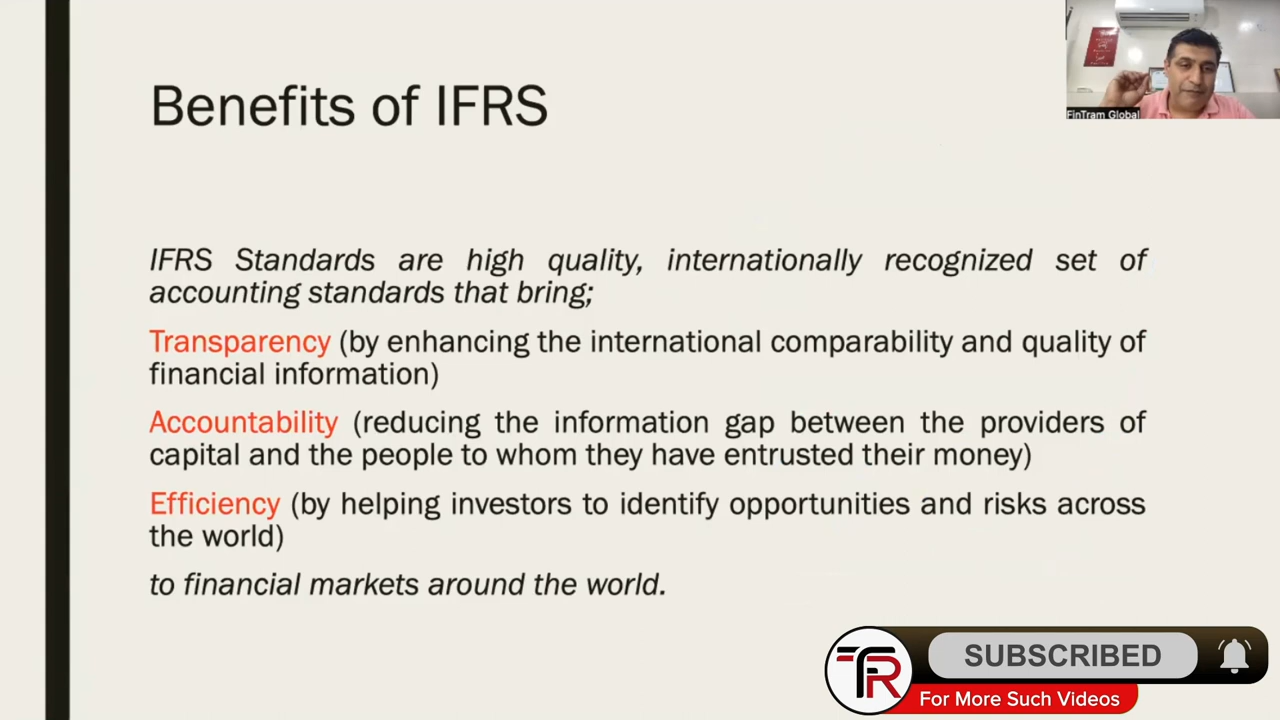 Benefits of IFRS
FinTram Global
IFRS Standards are high quality, internationally recognized set of
accounting standards that bring;
Transparency (by enhancing the international comparability and quality of
financial information)
Accountability (reducing the information gap between the providers of
capital and the people to whom they have entrusted their money)
Efficiency (by helping investors to identify opportunities and risks across
the world)
to financial markets around the world.
SUBSCRIBED
For More Such Videos